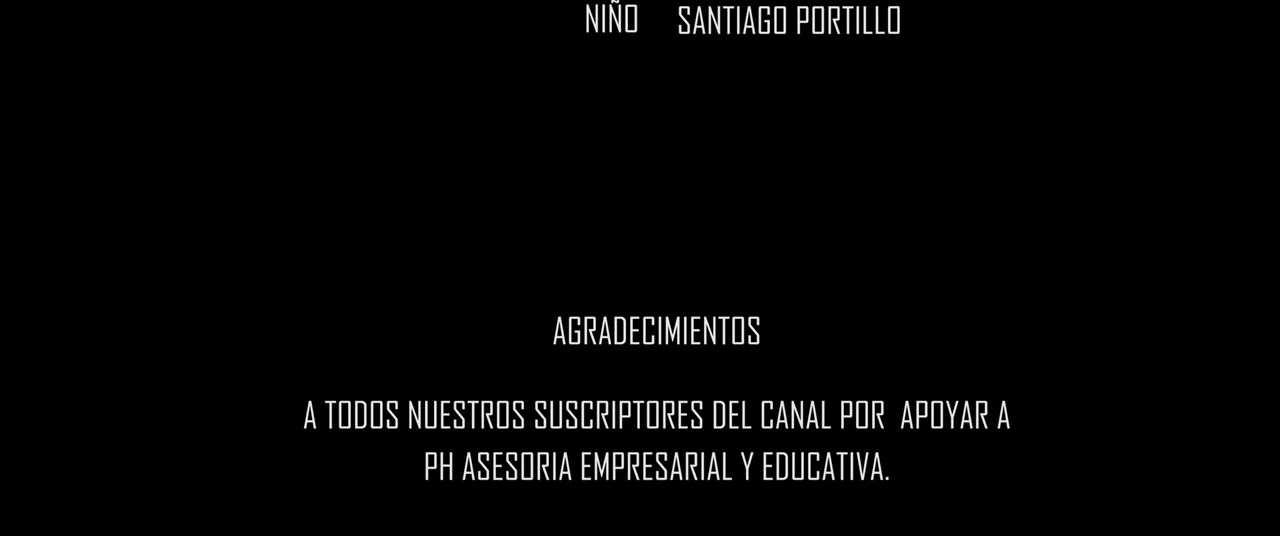 NIÑO SANTIAGO PORTILLO
AGRADECIMIENTOS
A TODOS NUESTROS SUSCRIPTORES DEL CANAL POR APOYAR A
PH ASESORIA EMPRESARIAL Y EDUCATIVA.